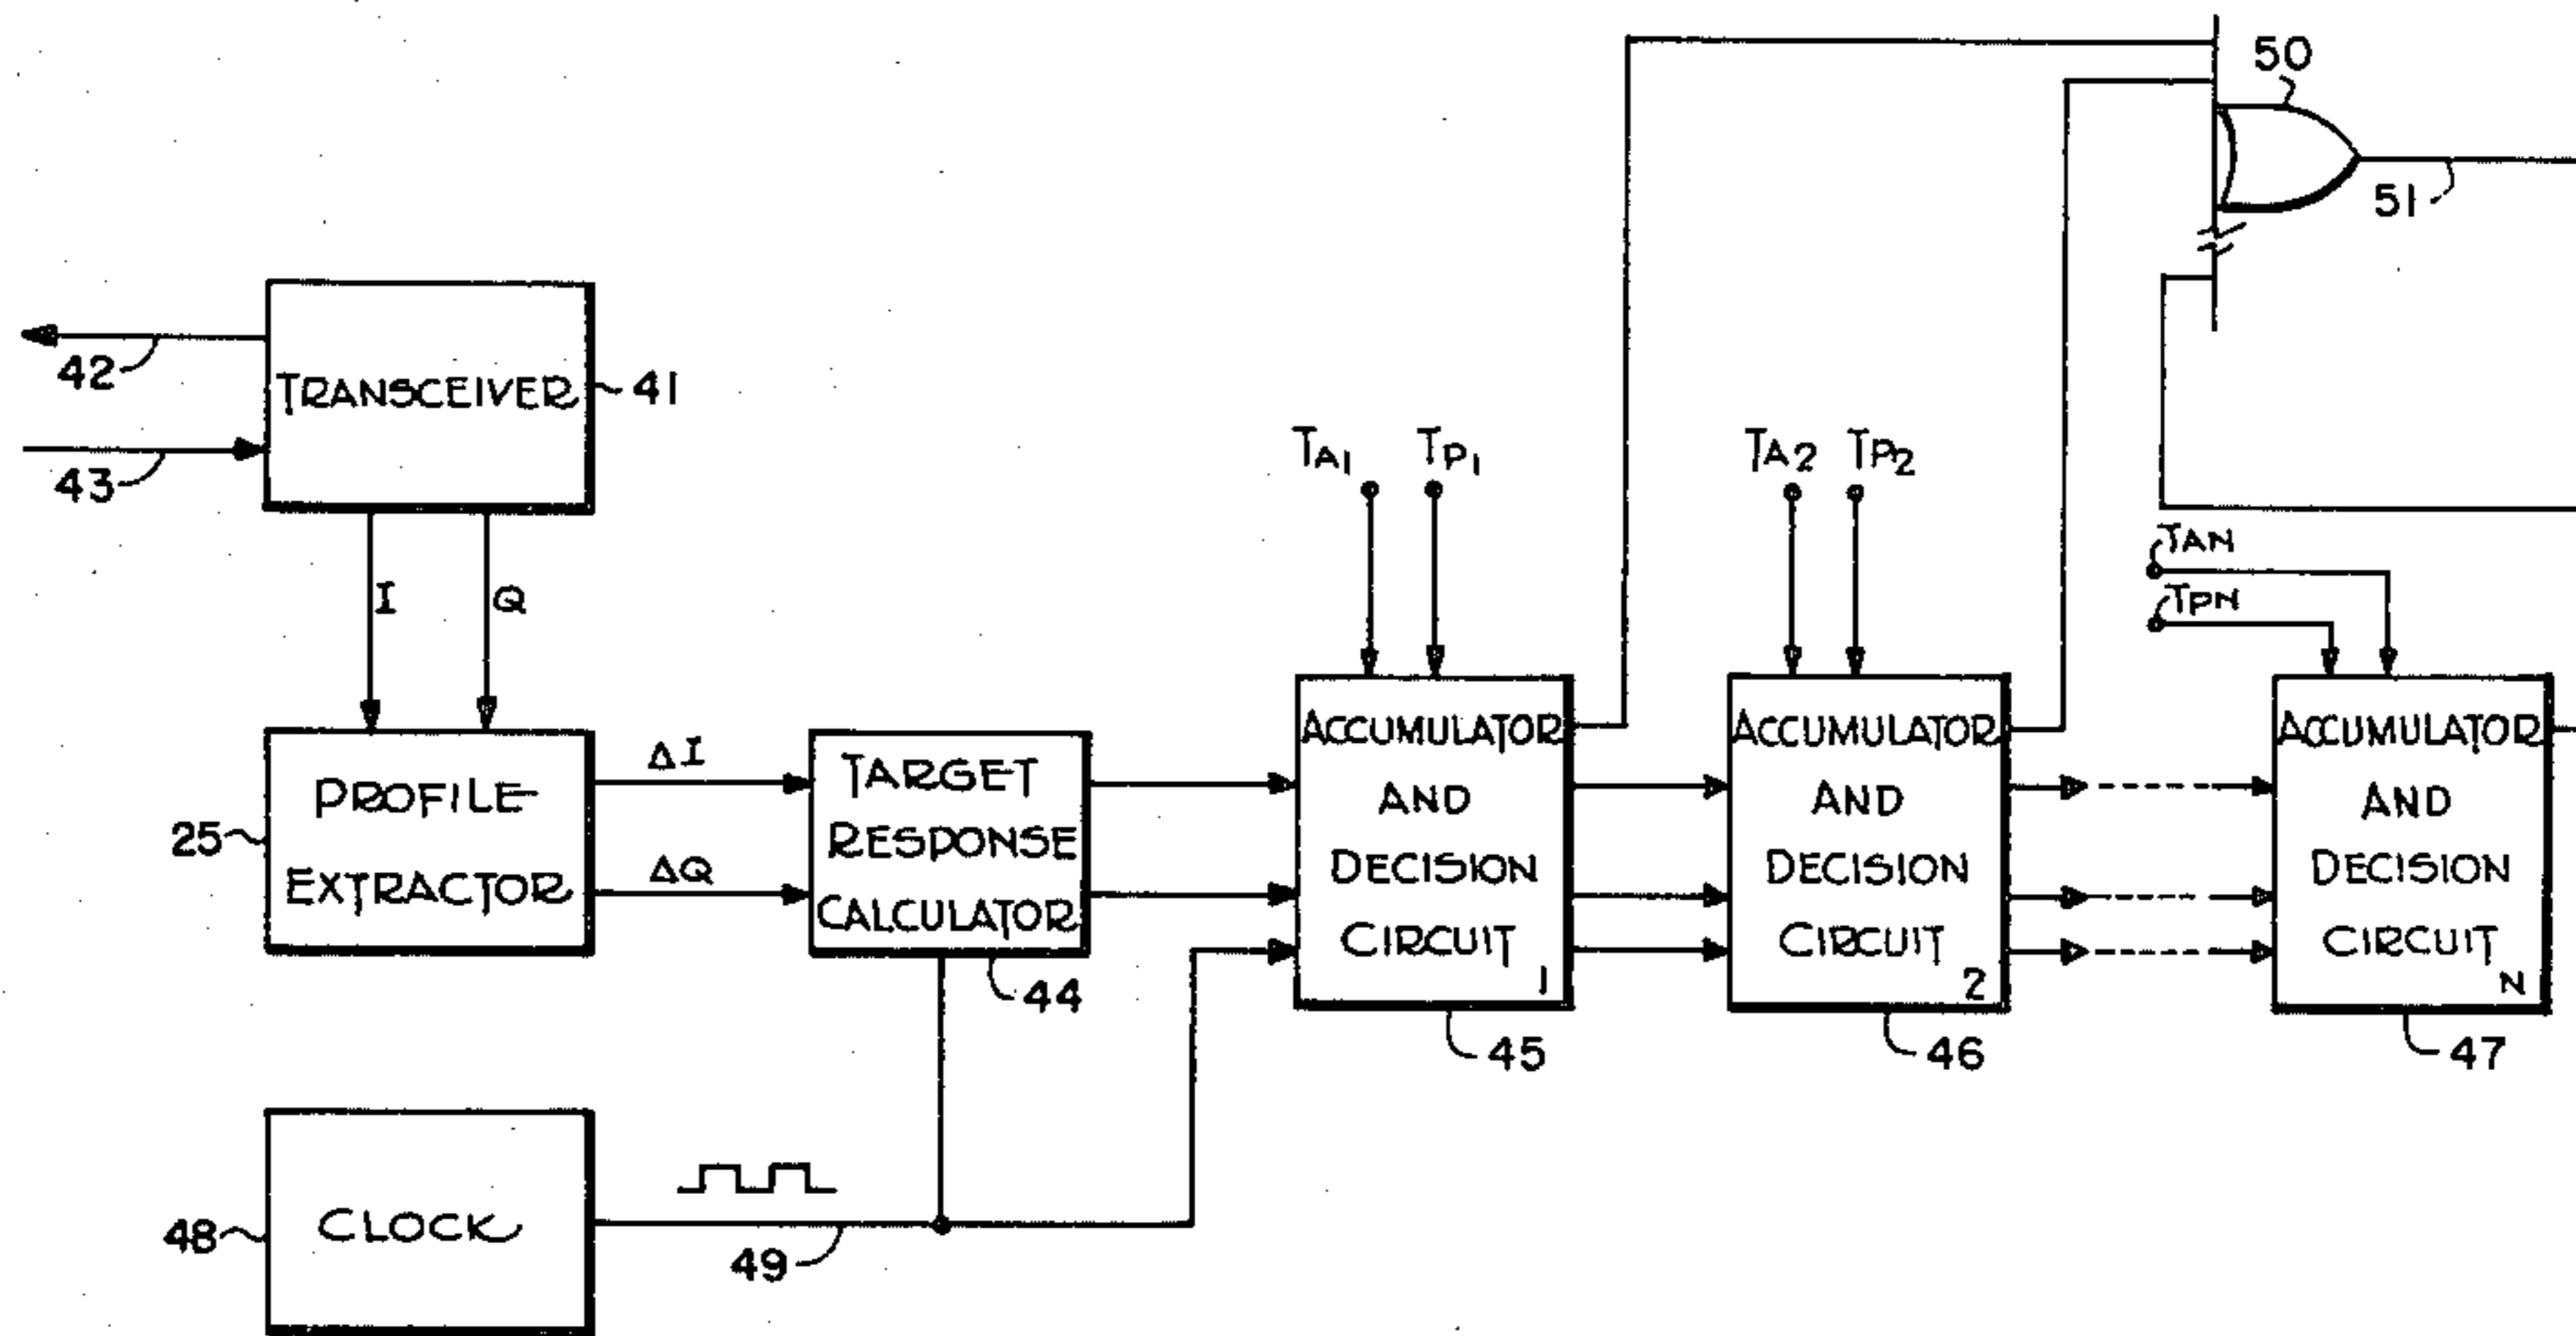 50
51
42
TRANSCEIVER
41
43
TA1
TP1
TA2
TP2
TAN
TPN
I
Q
PROFILE
EXTRACTOR
25
ΔI
ΔQ
TARGET
RESPONSE
CALCULATOR
44
ACCUMULATOR
AND
DECISION
CIRCUIT
1
45
ACCUMULATOR
AND
DECISION
CIRCUIT
2
46
ACCUMULATOR
AND
DECISION
CIRCUIT
N
47
CLOCK
48
49